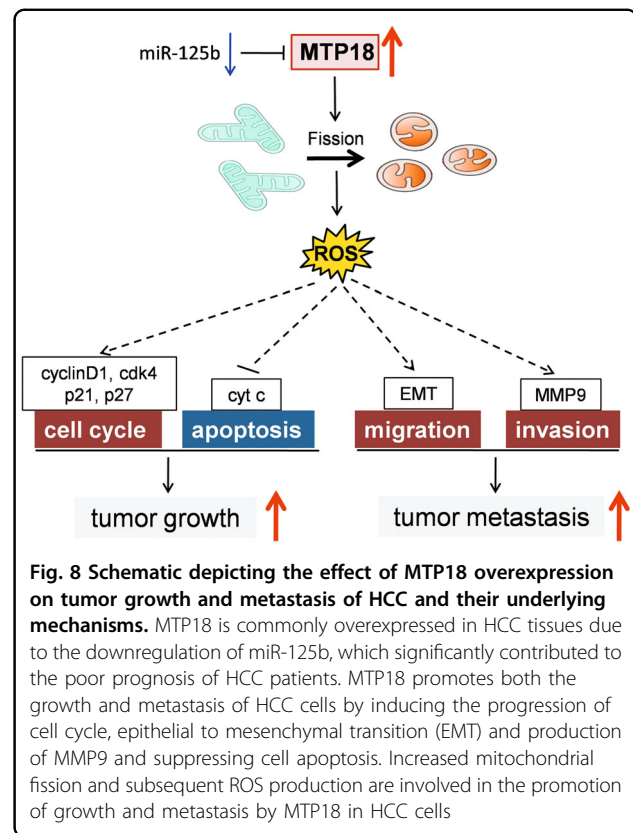 miR-125b MTP18
Fission
ROS
cyclinD1, cdk4
p21, p27
cyt c
EMT
MMP9
cell cycle
apoptosis
migration
invasion
tumor growth
tumor metastasis
Fig. 8 Schematic depicting the effect of MTP18 overexpression
on tumor growth and metastasis of HCC and their underlying
mechanisms. MTP18 is commonly overexpressed in HCC tissues due
to the downregulation of miR-125b, which significantly contributed to
the poor prognosis of HCC patients. MTP18 promotes both the
growth and metastasis of HCC cells by inducing the progression of
cell cycle, epithelial to mesenchymal transition (EMT) and production
of MMP9 and suppressing cell apoptosis. Increased mitochondrial
fission and subsequent ROS production are involved in the promotion
of growth and metastasis by MTP18 in HCC cells